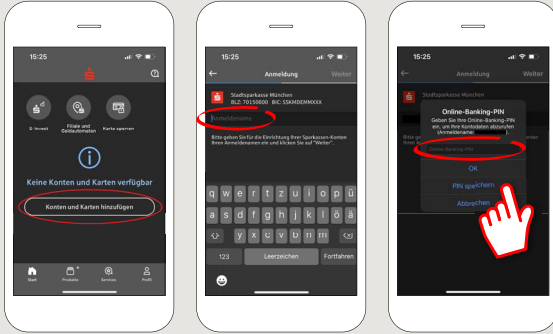 15:25
S-Invest
Filiale und
Geldautomaten
Karte sperren
Keine Konten und Karten verfügbar
Konten und Karten hinzufügen
Start
Produkte
Services
Profil
15:25
Anmeldung
Weiter
Stadtsparkasse München
BLZ: 70150000 BIC: SSKMDEMMXXX
Anmeldename
Bitte geben Sie für die Einrichtung Ihrer Sparkassen-Konten
Ihren Anmeldenamen ein und klicken Sie auf "Weiter".
q w e r t z u i o p ü
a s d f g h j k l ö ä
y x c v b n m
123
Leerzeichen
Fortfahren
15:25
Anmeldung
Weiter
Stadtsparkasse München
Online-Banking-PIN
Geben Sie Ihre Online-Banking-PIN
ein, um Ihre Kontodaten abzurufen
(Anmeldename: ).
Online-Banking-PIN
OK
PIN speichern
Abbrechen